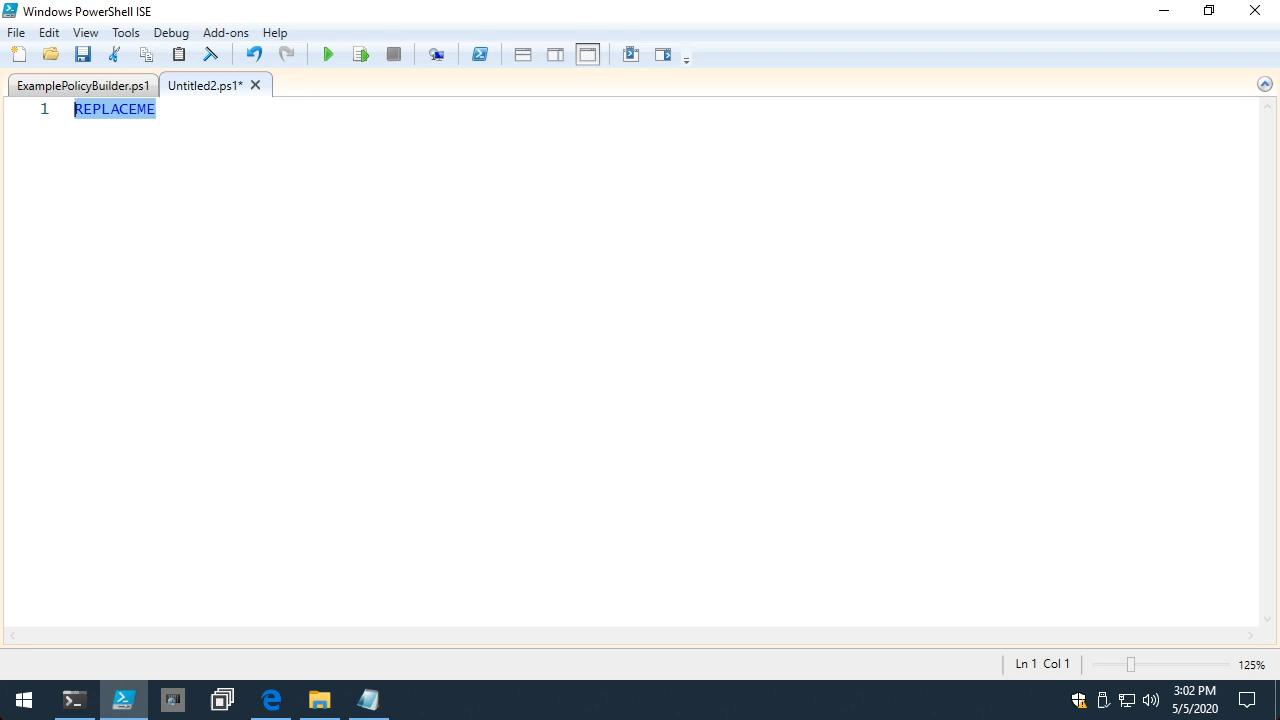 Windows PowerShell ISE
File Edit View Tools Debug Add-ons Help
ExamplePolicyBuilder.ps1 Untitled2.ps1*
1 REPLACEME
Ln 1 Col 1 125%
3:02 PM
5/5/2020